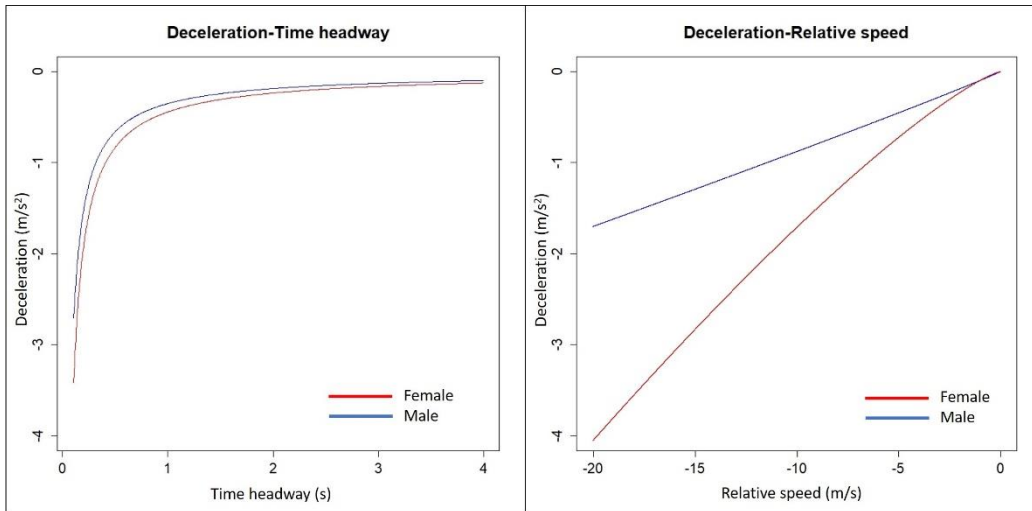 Deceleration-Time headway
Deceleration (m/s²)
0
-1
-2
-3
-4
0
1
2
3
4
Time headway (s)
Female
Male
Deceleration-Relative speed
Deceleration (m/s²)
0
-1
-2
-3
-4
-20
-15
-10
-5
0
Relative speed (m/s)
Female
Male